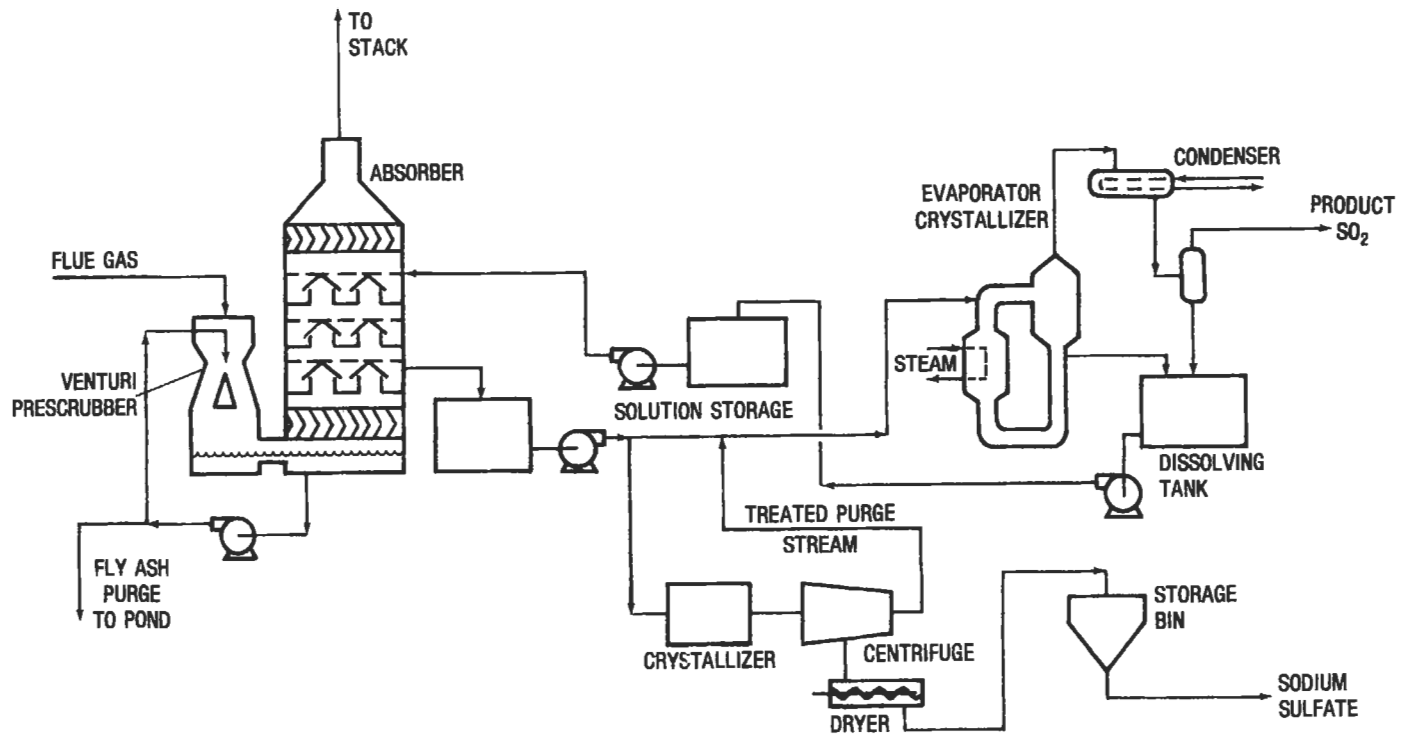 TO
STACK
ABSORBER
FLUE GAS
VENTURI
PRESCRUBBER
FLY ASH
PURGE
TO POND
SOLUTION STORAGE
EVAPORATOR
CRYSTALLIZER
CONDENSER
PRODUCT
SO₂
STEAM
DISSOLVING
TANK
TREATED PURGE
STREAM
CRYSTALLIZER
CENTRIFUGE
DRYER
STORAGE
BIN
SODIUM
SULFATE